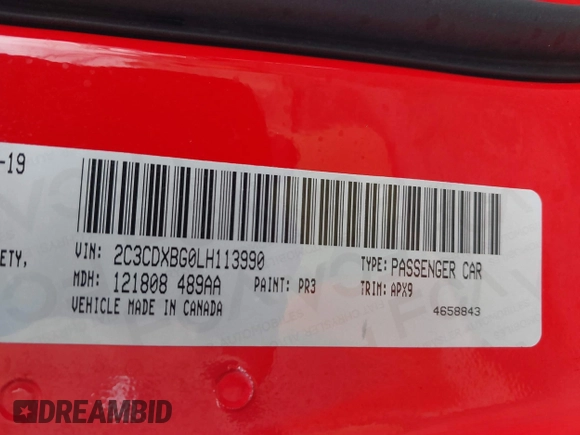 -19
ETY,
VIN: 2C3CDXBG0LH113990
TYPE: PASSENGER CAR
MDH: 121808 489AA
PAINT: PR3
TRIM: APX9
VEHICLE MADE IN CANADA
4658843
DREAMBID